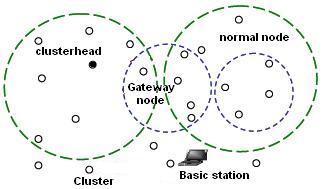 normal node
clusterhead
Gateway
node
Cluster
Basic station